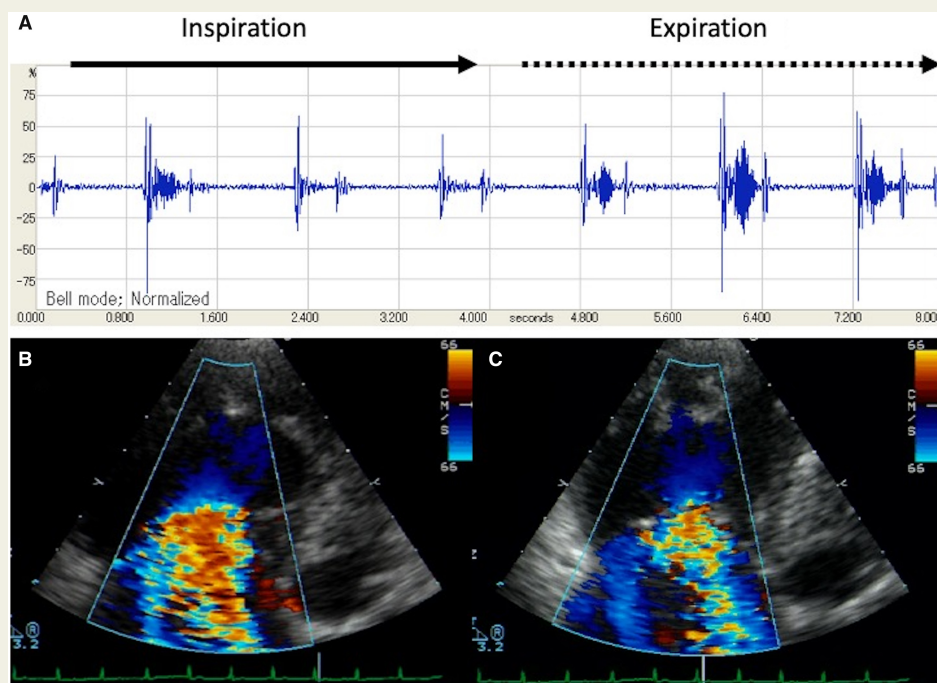 A
Inspiration Expiration
%
75
50
25
0
-25
-50
-75
Bell mode; Normalized
0.000 0.800 1.600 2.400 3.200 4.000 seconds 4.800 5.600 6.400 7.200 8.00
B
66
CM/S
66
3.2
C
66
CM/S
66
3.2